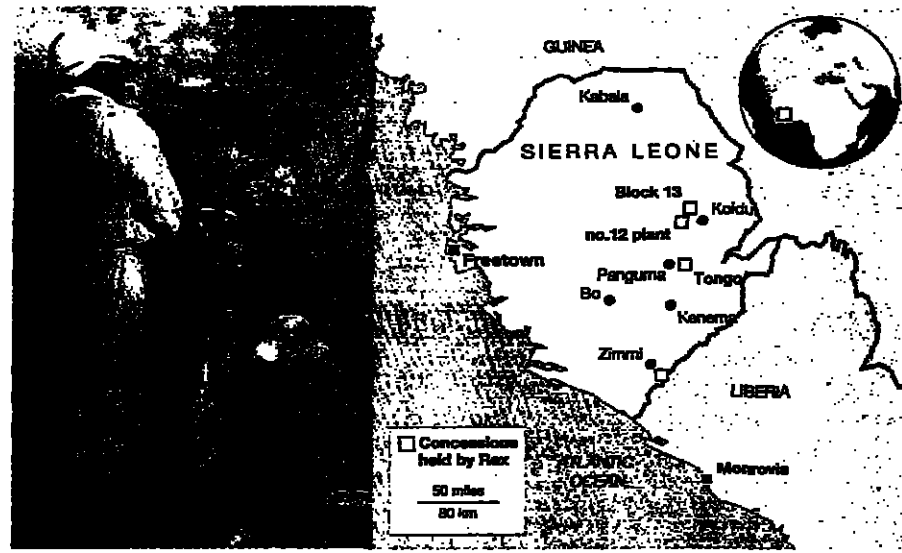 GUINEA
Kabala
SIERRA LEONE
Block 13
Koidu
no.12 plant
Freetown
Panguma
Tongo
Bo
Kenema
Zimmi
LIBERIA
Concessions
held by Rex
50 miles
80 km
ATLANTIC
OCEAN
Monrovia